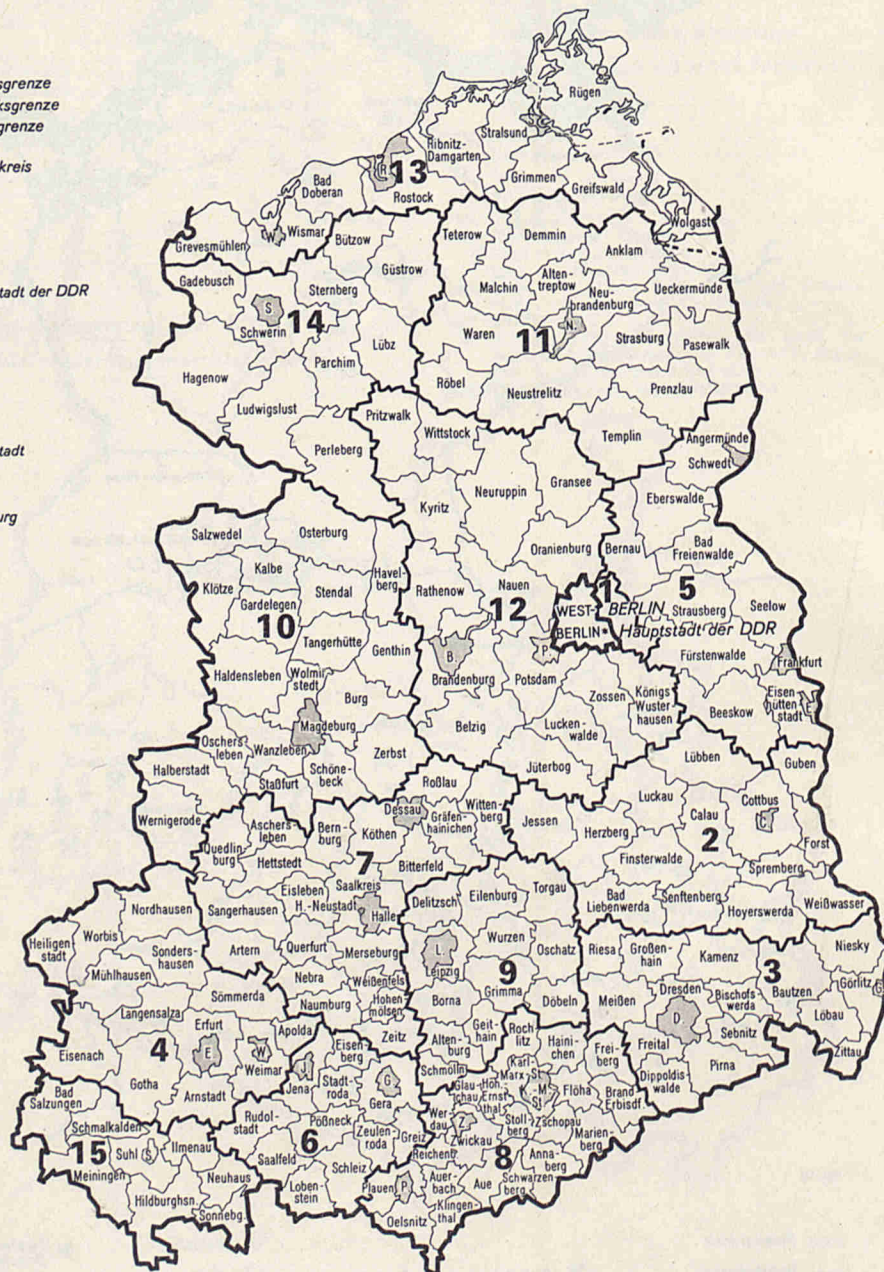 sgrenze
ksgrenze
grenze
kreis
tadt der DDR
tadt
urg
Rügen
Stralsund
Ribnitz-
Damgarten
Grimmen
Greifswald
R.
13
Rostock
Bad
Doberan
Wolgast
W.
Wismar
Grevesmühlen
Bützow
Teterow
Demmin
Anklam
Güstrow
Gadebusch
Sternberg
Malchin
Alten-
treptow
Neu-
brandenburg
Ueckermünde
S.
Schwerin
14
N.
Waren
11
Strasburg
Pasewalk
Lübz
Parchim
Hagenow
Röbel
Neustrelitz
Prenzlau
Ludwigslust
Pritzwalk
Wittstock
Templin
Angermünde
Schwedt
Perleberg
Gransee
Eberswalde
Kyritz
Neuruppin
Salzwedel
Osterburg
Oranienburg
Bernau
Bad
Freienwalde
Kalbe
Havel-
berg
Klötze
Stendal
Rathenow
Nauen
12
1
5
Gardelegen
10
WEST-
BERLIN
BERLIN
Hauptstadt der DDR
Strausberg
Seelow
Tangerhütte
Genthin
B.
Brandenburg
P.
Potsdam
Fürstenwalde
Frankfurt
Haldensleben
Wolmir
stedt
Burg
Zossen
Königs
Wuster
hausen
Beeskow
Eisen
hütten
stadt
E.
Magdeburg
Belzig
Lucken-
walde
Oschers
leben
Wanzleben
Zerbst
Lübben
Guben
Halberstadt
Staßfurt
Schöne-
beck
Jüterbog
Roßlau
Luckau
Wernigerode
Dessau
Witten-
berg
Jessen
Calau
Cottbus
C.
Aschers
leben
Bern-
burg
Köthen
Gräfen-
hainichen
Herzberg
2
Forst
Quedlin
burg
Hettstedt
7
Bitterfeld
Finsterwalde
Spremberg
Eisleben
Saalkreis
Delitzsch
Eilenburg
Torgau
Bad
Liebenwerda
Senftenberg
Hoyerswerda
Weißwasser
Nordhausen
Sangerhausen
H.-Neustadt
Halle
Heiligen
stadt
Worbis
Sonders-
hausen
Artern
Querfurt
Merseburg
L.
Leipzig
Wurzen
Oschatz
Riesa
Großen-
hain
Kamenz
Niesky
Mühlhausen
Nebra
Weißenfels
9
Grimma
3
Bautzen
Görlitz
G.
Naumburg
Hohen
mölsen
Borna
Döbeln
Meißen
Dresden
D
Bischofs
werda
Löbau
Sömmerda
Langensalza
Erfurt
E
Apolda
Zeitz
Geit-
hain
Roch
litz
Sebnitz
Zittau
Eisenach
4
W
Weimar
Eisen
berg
Alten-
burg
Haini-
chen
Frei-
berg
Freital
Pirna
Gotha
J.
Jena
Stadt-
roda
G.
Gera
Schmölln
Karl-
Marx
St.
K.-M.
St.
Flöha
Dippoldis
walde
Arnstadt
Glau
chau
Hoh.
Ernst
thal
Brand
Erbisdf.
Bad
Salzungen
Rudol-
stadt
Pößneck
Wer-
dau
Z.
Zwickau
Stoll-
berg
Zschopau
Marien-
berg
Schmalkalden
15
Suhl
S.
Ilmenau
6
Zeulen-
roda
Greiz
Reichenb.
8
Anna-
berg
Meiningen
Saalfeld
Schleiz
Auer-
bach
Aue
Schwarzen
berg
Neuhaus
Loben-
stein
Plauen
P.
Hildburghsn.
Sonnebg.
Klingen-
thal
Oelsnitz